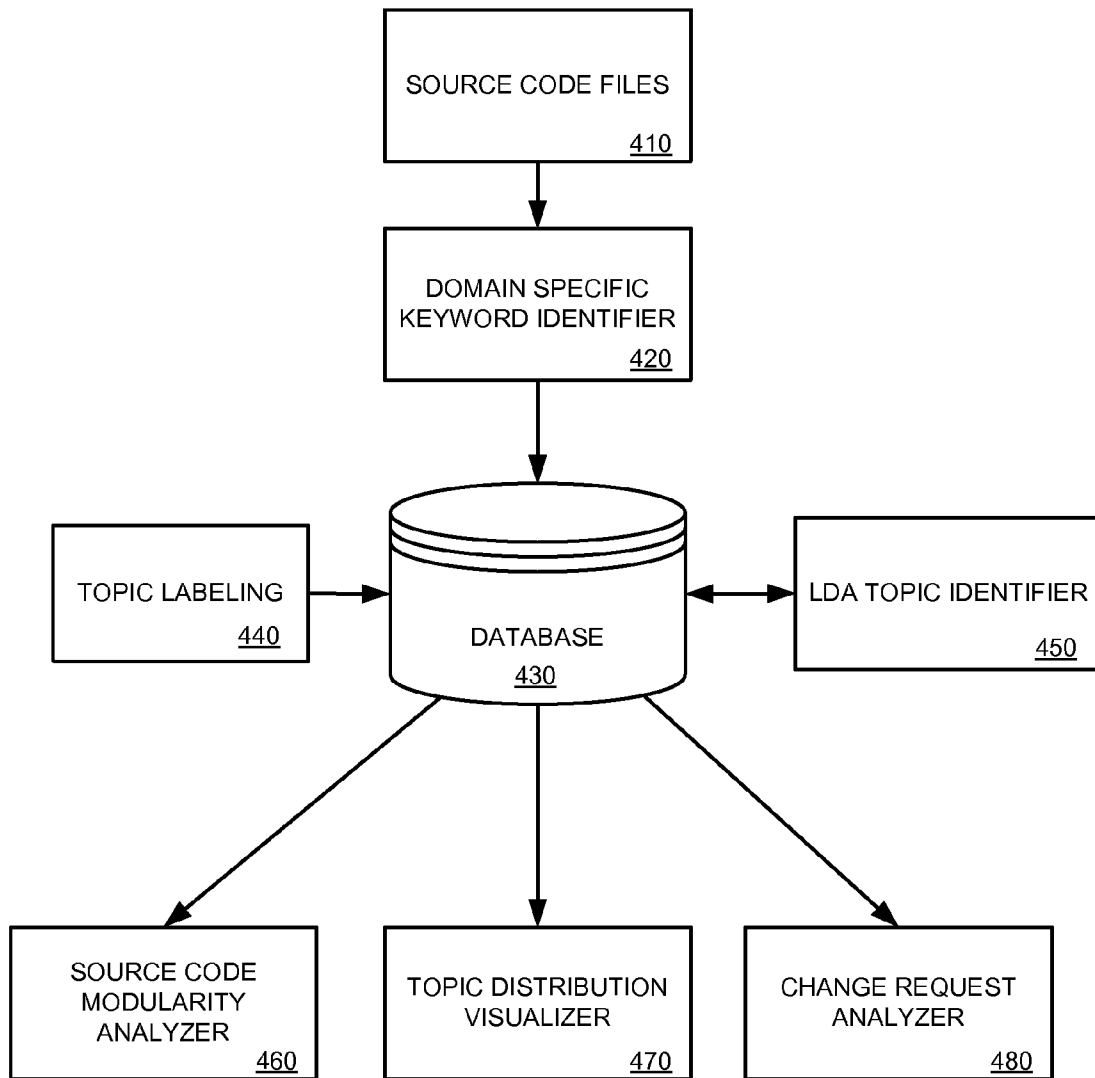 SOURCE CODE FILES
410
DOMAIN SPECIFIC
KEYWORD IDENTIFIER
420
TOPIC LABELING
440
DATABASE
430
LDA TOPIC IDENTIFIER
450
SOURCE CODE
MODULARITY
ANALYZER
460
TOPIC DISTRIBUTION
VISUALIZER
470
CHANGE REQUEST
ANALYZER
480